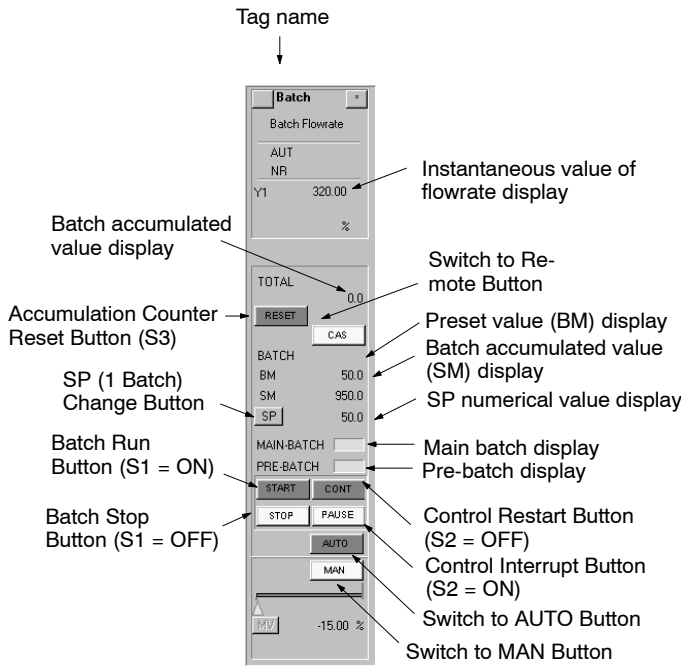 Tag name
Batch *
Batch Flowrate
AUT
NR
Y1 320.00
%
Instantaneous value of
flowrate display
Batch accumulated
value display
Switch to Re-
mote Button
TOTAL
0.0
Accumulation Counter
Reset Button (S3)
RESET
CAS
Preset value (BM) display
BATCH
Batch accumulated value
(SM) display
BM 50.0
SP (1 Batch)
Change Button
SM 950.0
SP 50.0
SP numerical value display
Batch Run
Button (S1 = ON)
MAIN-BATCH
Main batch display
PRE-BATCH
Pre-batch display
START CONT
Batch Stop
Button (S1 = OFF)
STOP PAUSE
Control Restart Button
(S2 = OFF)
AUTO
Control Interrupt Button
(S2 = ON)
MAN
Switch to AUTO Button
MV -15.00 %
Switch to MAN Button